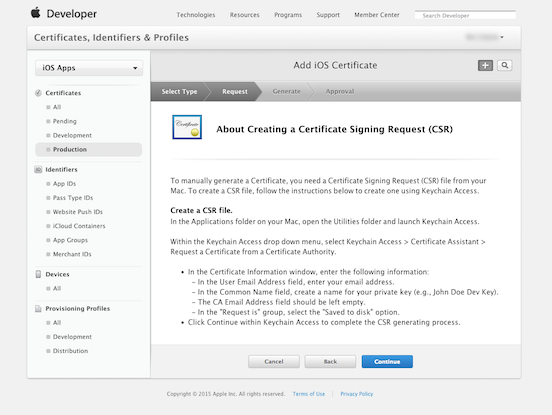 Developer
Technologies Resources Programs Support Member Center
Search Developer
Certificates, Identifiers & Profiles
iOS Apps
Certificates
All
Pending
Development
Production
Identifiers
App IDs
Pass Type IDs
Website Push IDs
iCloud Containers
App Groups
Merchant IDs
Devices
All
Provisioning Profiles
All
Development
Distribution
Add iOS Certificate
Select Type Request Generate Approval
Certificate
About Creating a Certificate Signing Request (CSR)
To manually generate a Certificate, you need a Certificate Signing Request (CSR) file from your
Mac. To create a CSR file, follow the instructions below to create one using Keychain Access.
Create a CSR file.
In the Applications folder on your Mac, open the Utilities folder and launch Keychain Access.
Within the Keychain Access drop down menu, select Keychain Access > Certificate Assistant >
Request a Certificate from a Certificate Authority.
• In the Certificate Information window, enter the following information:
– In the User Email Address field, enter your email address.
– In the Common Name field, create a name for your private key (e.g., John Doe Dev Key).
– The CA Email Address field should be left empty.
– In the "Request is" group, select the "Saved to disk" option.
• Click Continue within Keychain Access to complete the CSR generating process.
Cancel Back Continue
Copyright © 2015 Apple Inc. All rights reserved. Terms of Use | Privacy Policy